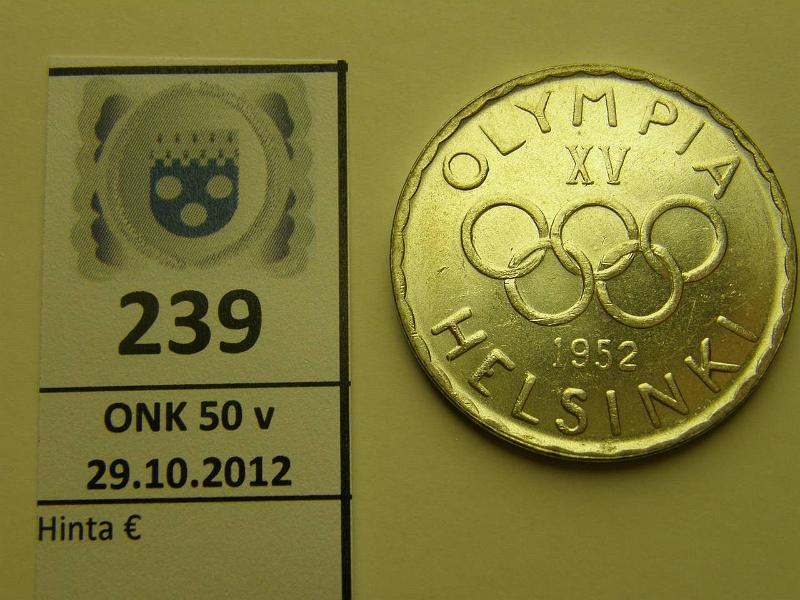 239
ONK 50 v
29.10.2012
Hinta €
OLYMPIA
XV
1952
HELSINKI